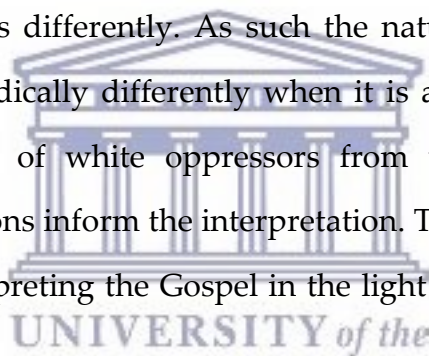 s differently. As such the nat
dically differently when it is a
of white oppressors from
ons inform the interpretation. T
preting the Gospel in the light
UNIVERSITY of the